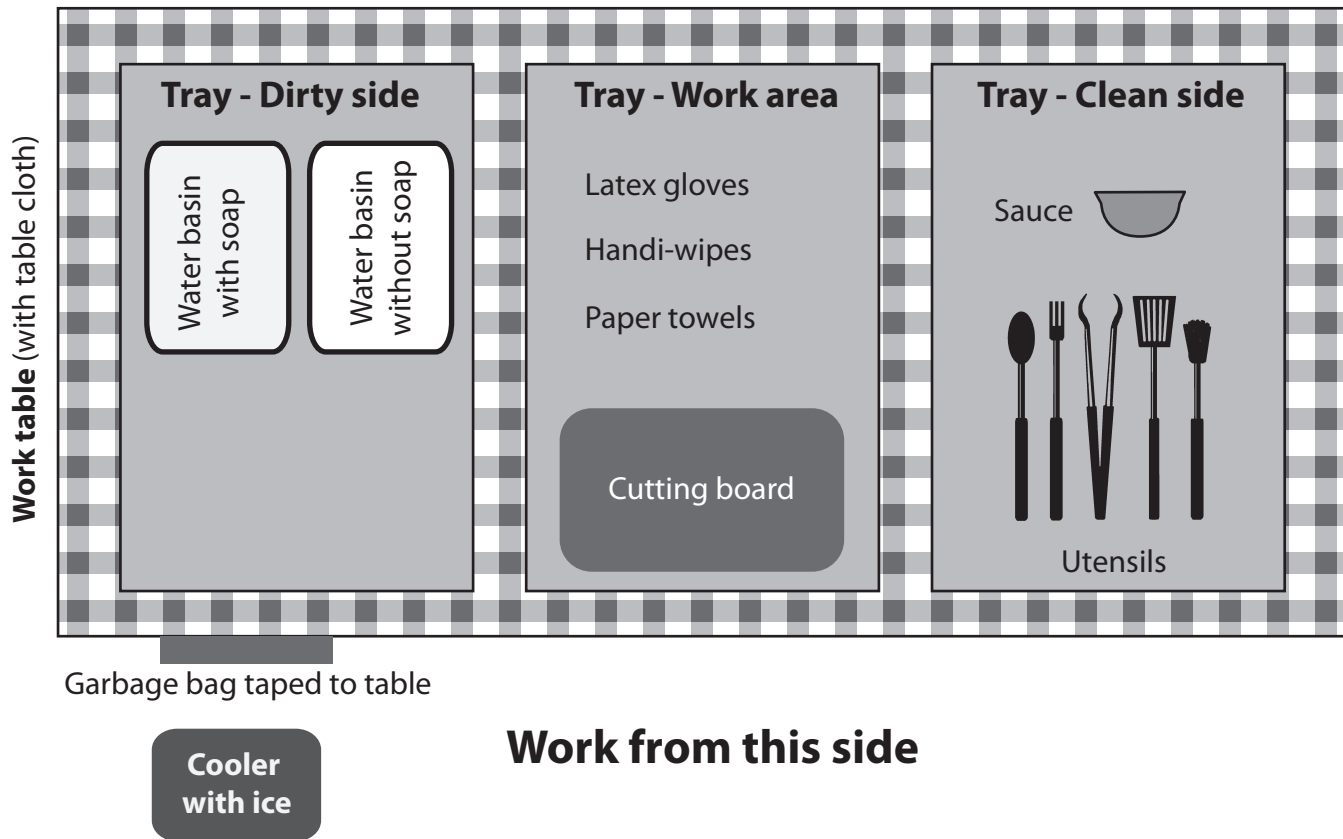 Work table (with table cloth)
Tray - Dirty side
Water basin
with soap
Water basin
without soap
Tray - Work area
Latex gloves
Handi-wipes
Paper towels
Cutting board
Tray - Clean side
Sauce
Utensils
Garbage bag taped to table
Cooler
with ice
Work from this side